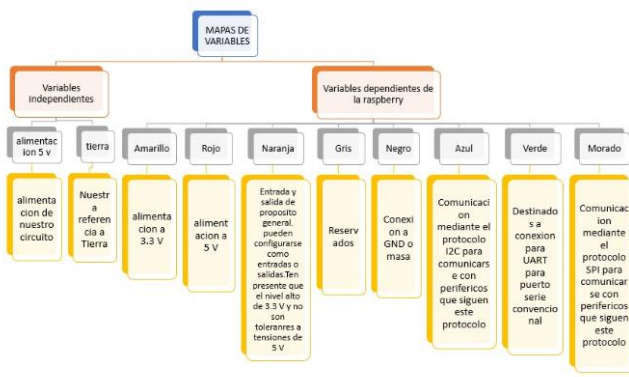 MAPAS DE
VARIABLES
Variables
independientes
Variables dependientes de
la raspberry
alimentac
ion 5 v
tierra
Amarillo
Rojo
Naranja
Gris
Negro
Azul
Verde
Morado
alimenta
cion de
nuestro
circuito
Nuestr
a
referen
cia a
Tierra
alimenta
cion a
3.3 V
aliment
acion a
5 V
Entrada y
salida de
proposito
general.
pueden
configurarse
como
entradas o
salidas.Ten
presente que
el nivel alto
de 3.3 V y no
son
toleranres a
tensiones de
5 V
Reserv
ados
Conexi
on a
GND o
masa
Comunicaci
on
mediante el
protocolo
I2C para
comunicars
e con
perifericos
que siguen
este
protocolo
Destinado
s a
conexion
para
UART
para
puerto
serie
convencio
nal
Comunicac
ion
mediante
el
protocolo
SPI para
comunicar
se con
perifericos
que siguen
este
protocolo